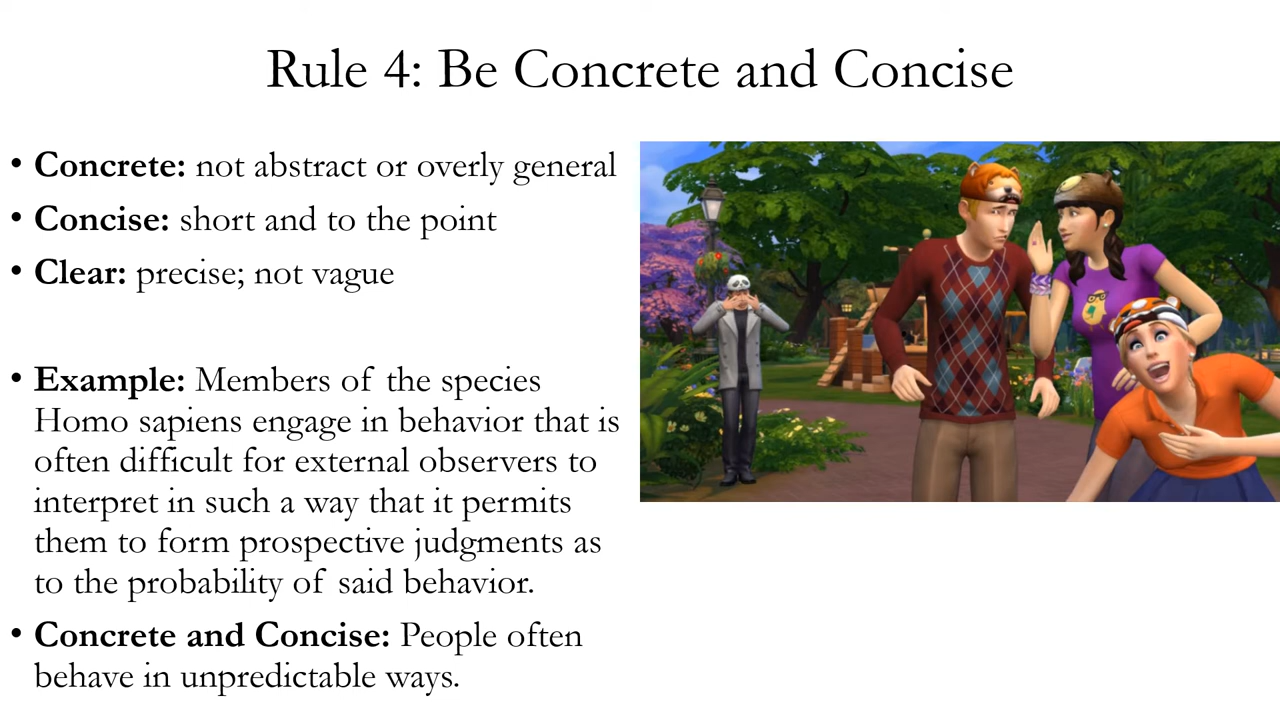 Rule 4: Be Concrete and Concise
• Concrete: not abstract or overly general
• Concise: short and to the point
• Clear: precise; not vague
• Example: Members of the species
Homo sapiens engage in behavior that is
often difficult for external observers to
interpret in such a way that it permits
them to form prospective judgments as
to the probability of said behavior.
• Concrete and Concise: People often
behave in unpredictable ways.